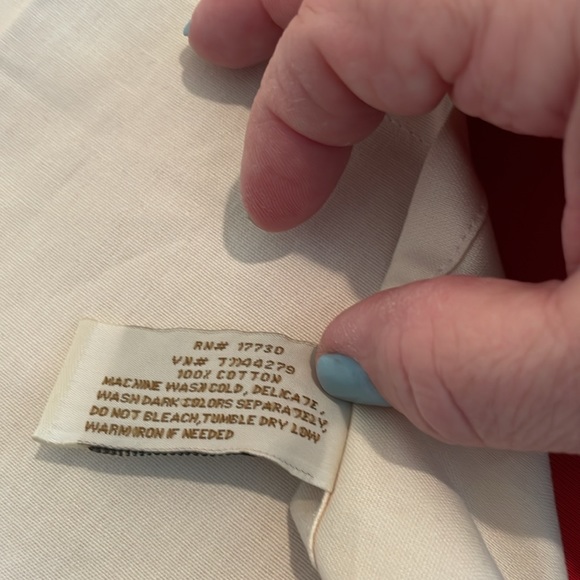 RN# 17730
VN# T1144279
100% COTTON
MACHINE WASH COLD, DELICATE,
WASH DARK COLORS SEPARATELY,
DO NOT BLEACH, TUMBLE DRY LOW
WARM IRON IF NEEDED